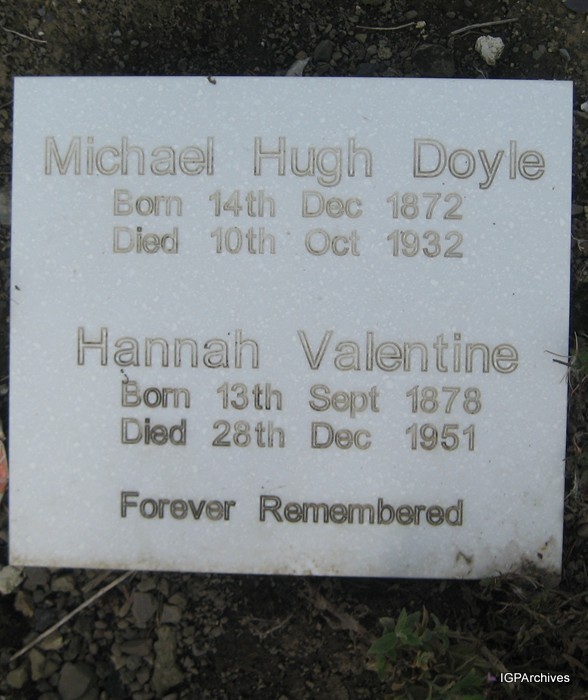 Michael Hugh Doyle
Born 14th Dec 1872
Died 10th Oct 1932
Hannah Valentine
Born 13th Sept 1878
Died 28th Dec 1951
Forever Remembered
IGPArchives